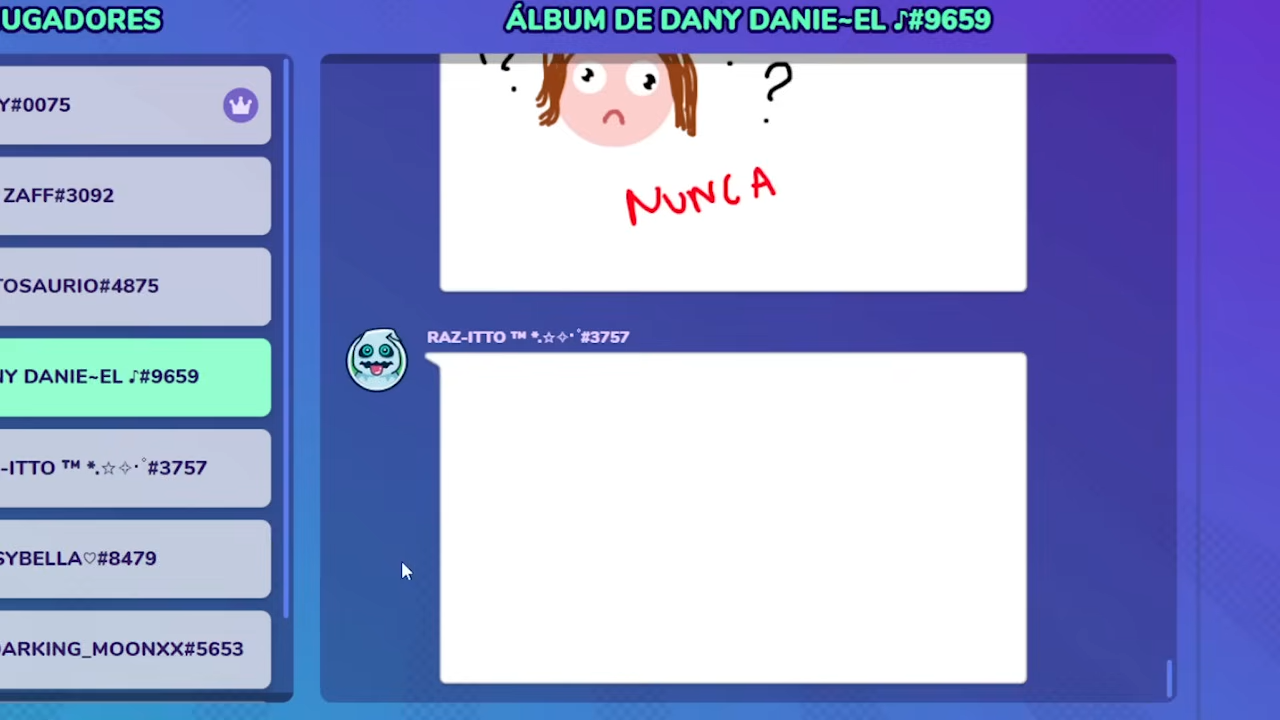 UGADORES
ÁLBUM DE DANY DANIE~EL ♪#9659
Y#0075
ZAFF#3092
TOSAURIO#4875
NY DANIE~EL ♪#9659
-ITTO ™ *.☆✧·˚#3757
SYBELLA♡#8479
DARKING_MOONXX#5653
? ?
NUNCA
RAZ-ITTO ™ *.☆✧·˚#3757